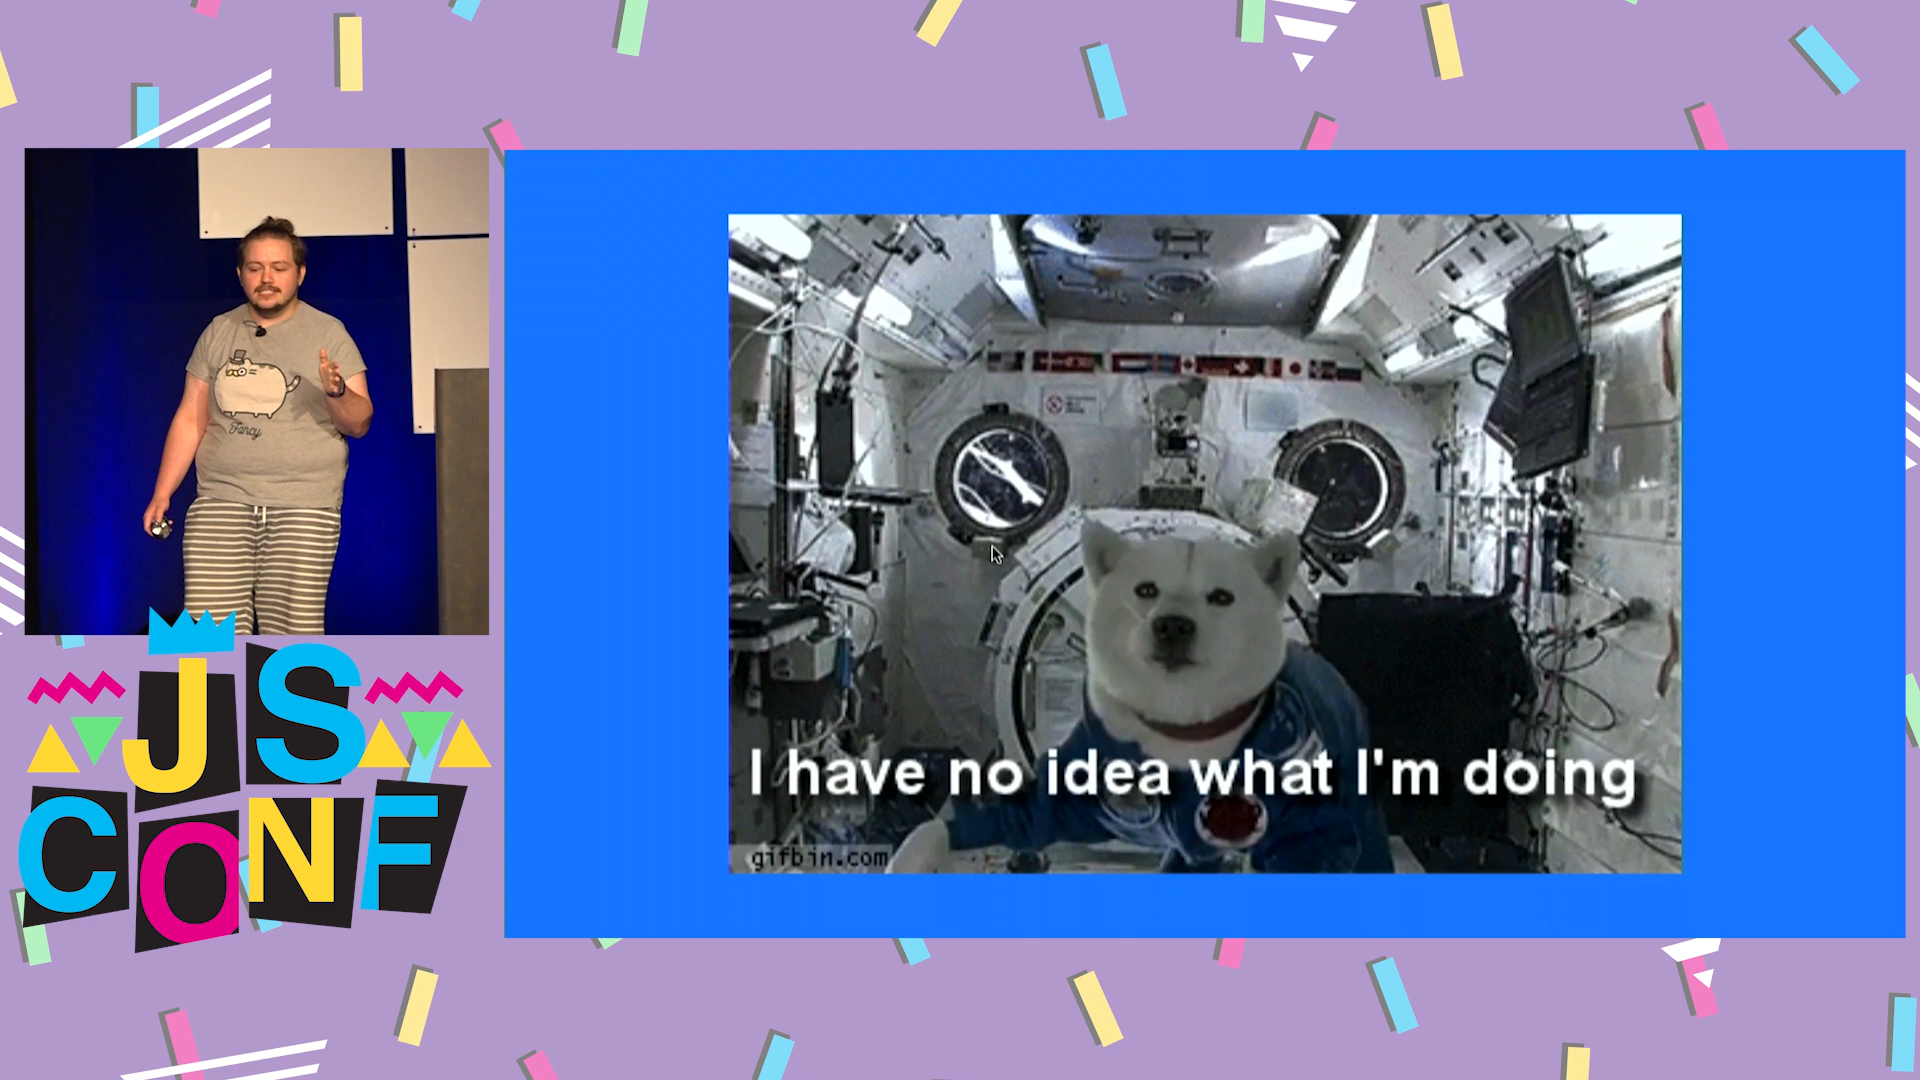 Fancy
JS
CONF
I have no idea what I'm doing
gifbin.com